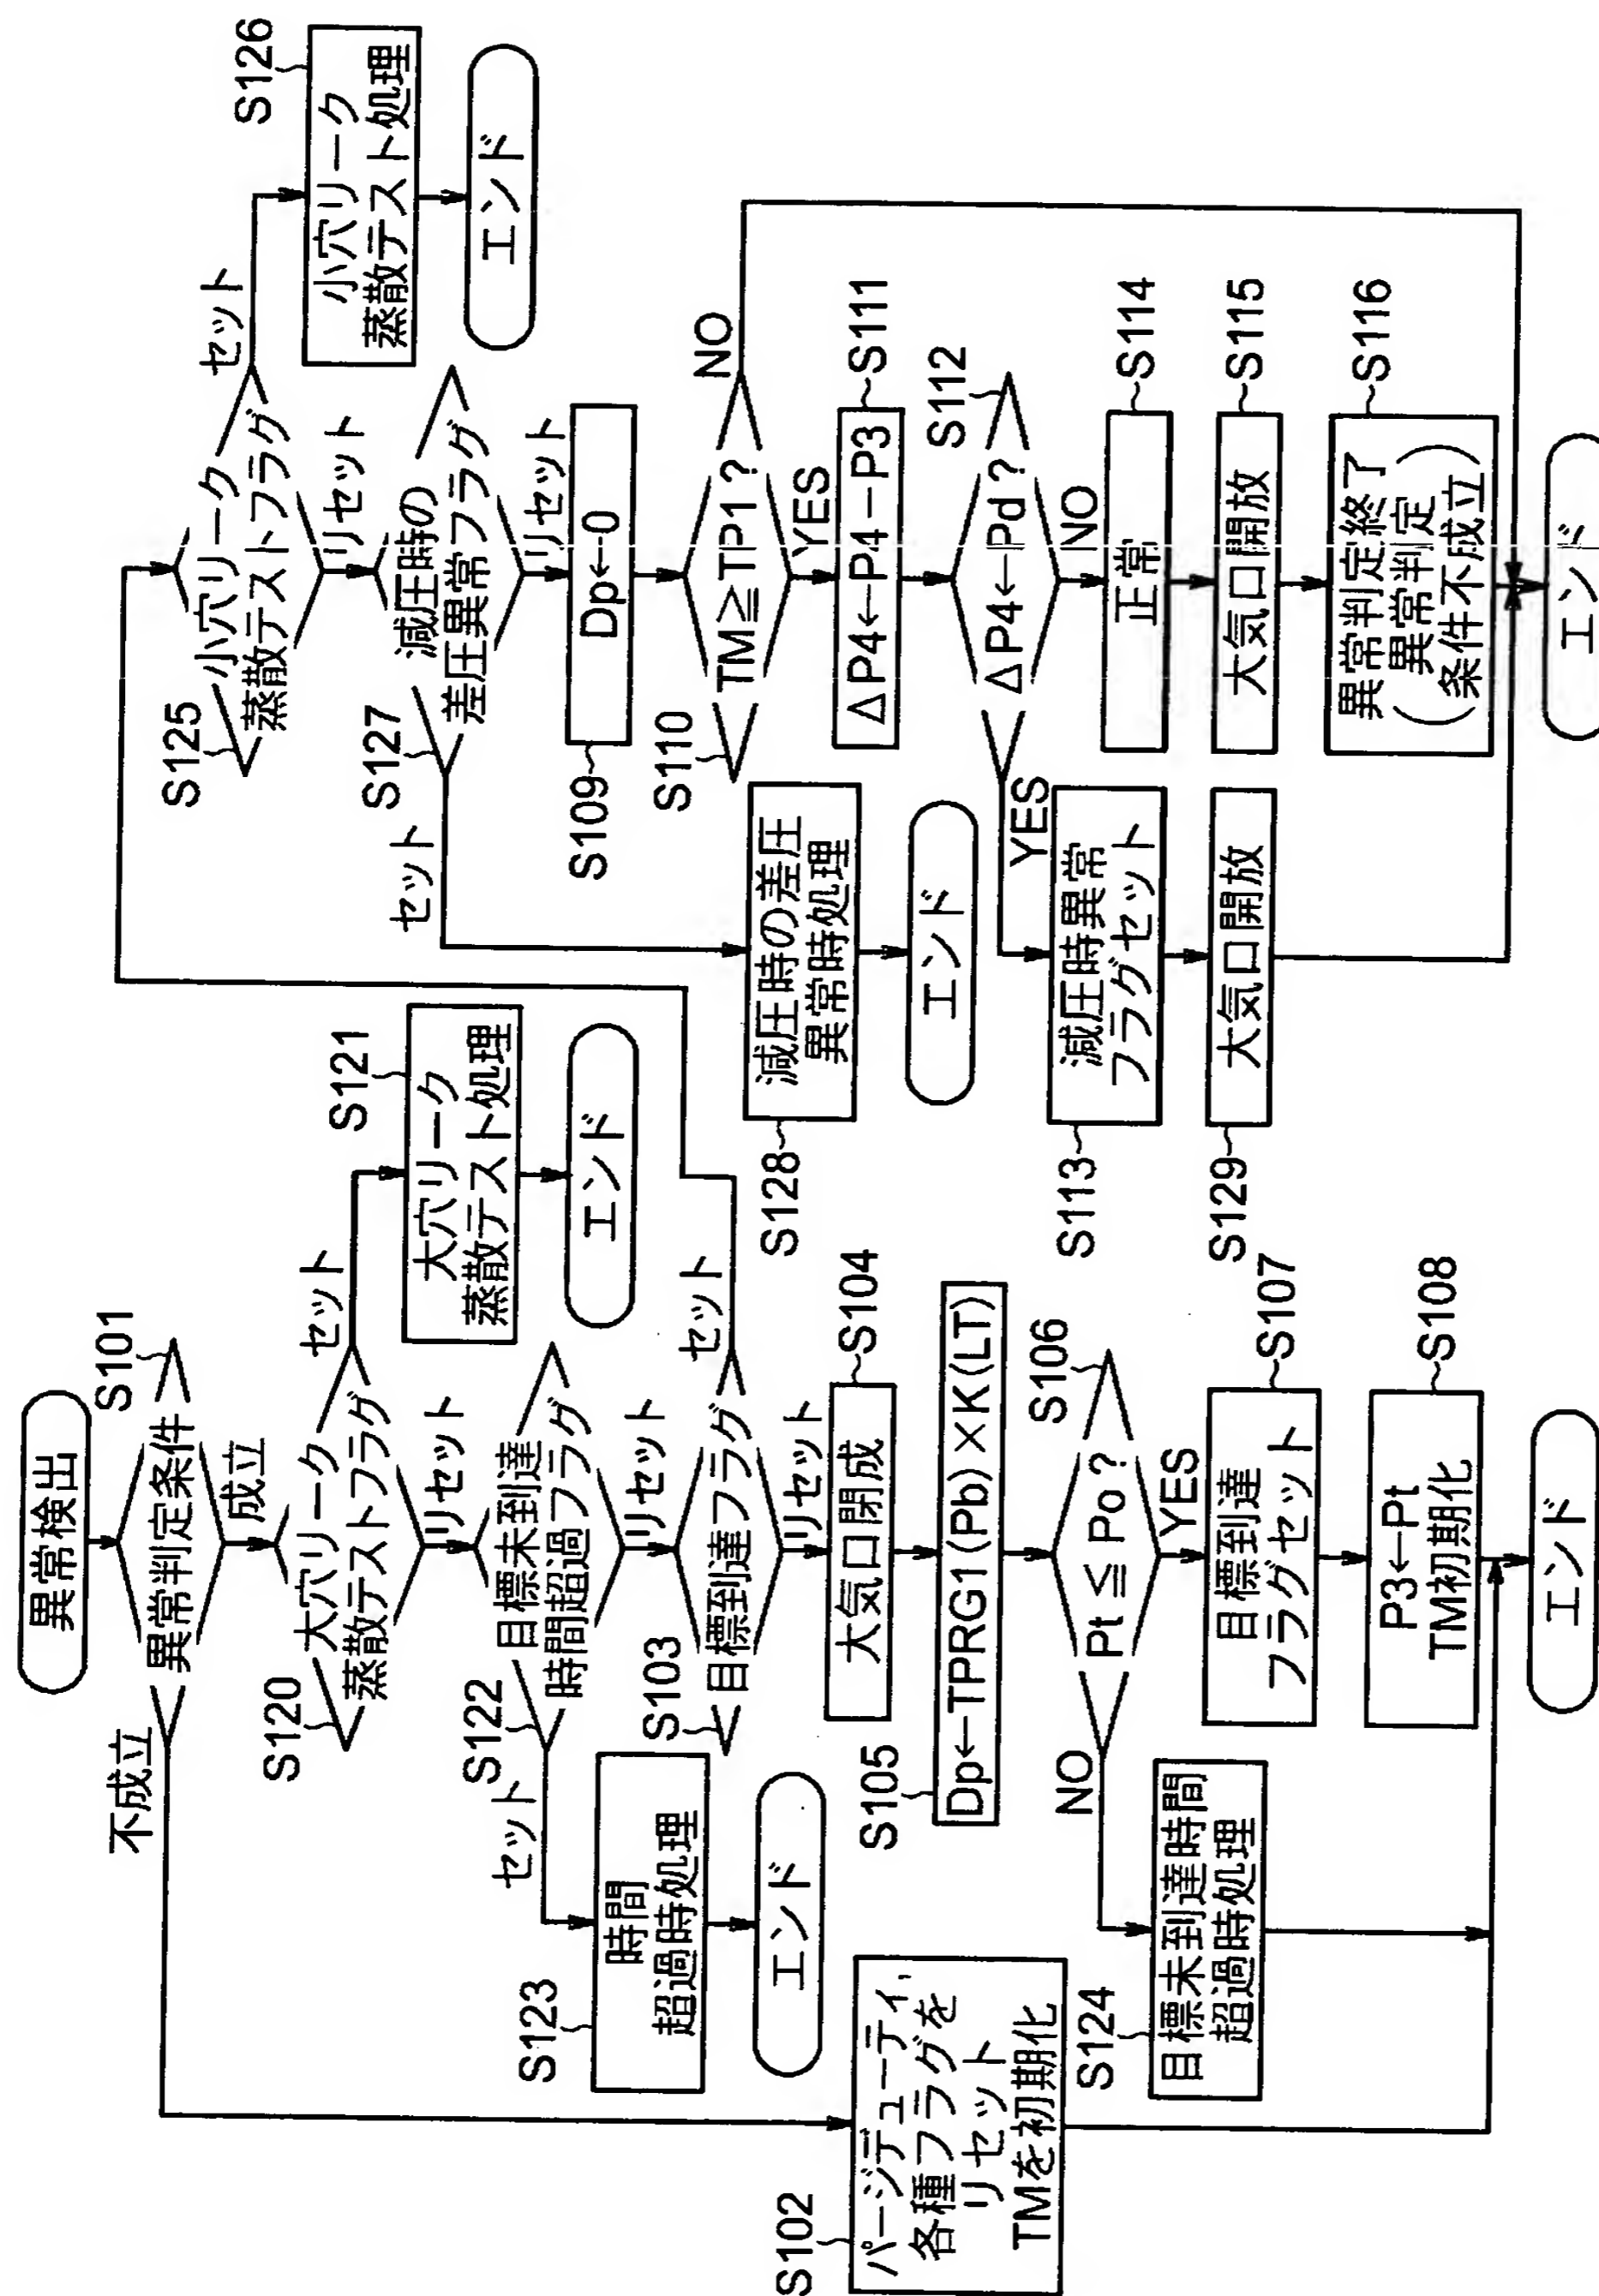 異常検出
異常判定条件
S101
不成立
成立
S120
大穴リーク
蒸散テストフラグ
セット
S121
大穴リーク
蒸散テスト処理
エンド
リセット
S122
目標未到達
時間超過フラグ
セット
S123
時間
超過時処理
エンド
リセット
S103
目標到達フラグ
セット
リセット
大気口閉成
S104
S105
Dp←TPRG1(Pb)×K(LT)
Pt≦Po?
S106
NO
YES
目標到達
フラグセット
S107
P3←Pt
TM初期化
S108
エンド
S124
目標未到達時間
超過時処理
S102
パージデューティ,
各種フラグを
リセット
TMを初期化
S125
小穴リーク
蒸散テストフラグ
セット
S126
小穴リーク
蒸散テスト処理
エンド
リセット
S127
減圧時の
差圧異常フラグ
セット
リセット
S128
減圧時の差圧
異常時処理
エンド
S109
Dp←0
S110
TM≧TP1?
NO
YES
△P4←P4-P3
S111
△P4←Pd?
S112
YES
NO
S113
減圧時異常
フラグセット
S129
大気口開放
正常
S114
大気口開放
S115
異常判定終了
(異常判定
条件不成立)
S116
エンド